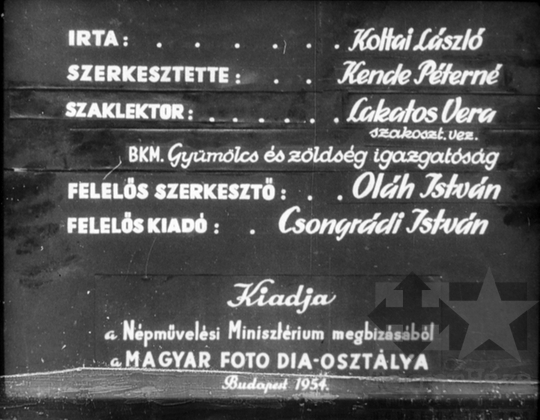 IRTA: . . . . . . Koltai László
SZERKESZTETTE: . . Kende Péterné
SZAKLEKTOR: . . . . . . Lakatos Vera
szakoszt. vez.
BKM. Gyümölcs és zöldség igazgatóság
FELELŐS SZERKESZTŐ: . . Oláh István
FELELŐS KIADÓ: . Csongrádi István
Kiadja
a Népművelési Minisztérium megbizásából
a MAGYAR FOTO DIA-OSZTÁLYA
Budapest 1954.